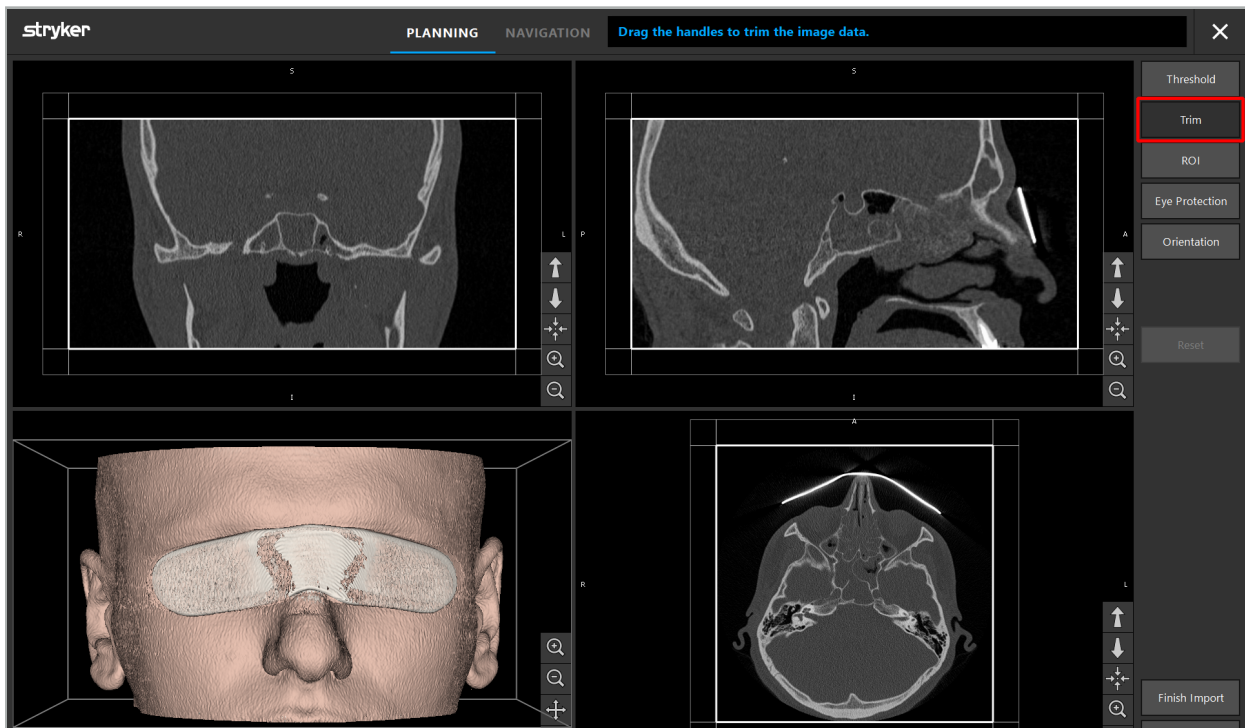 stryker
PLANNING NAVIGATION Drag the handles to trim the image data.
S
S
Threshold
Trim
ROI
Eye Protection
R L P A
Orientation
Reset
I
I
A
R L
Finish Import